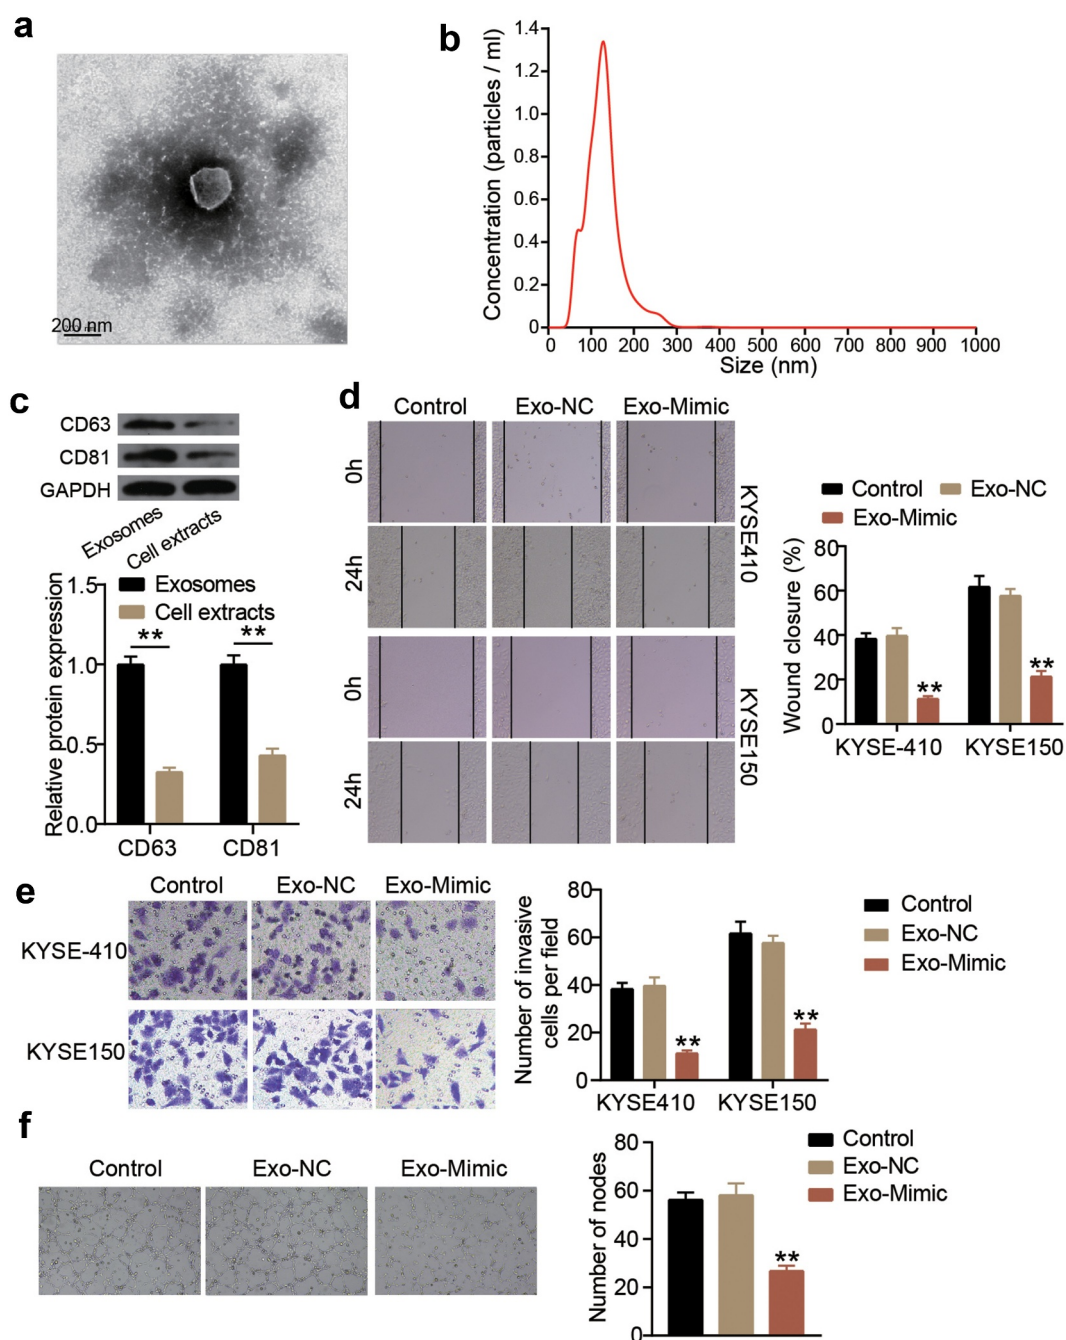 a
200 nm
b
Concentration (particles / ml)
1.4
1.2
1.0
0.8
0.6
0.4
0.2
0
0 100 200 300 400 500 600 700 800 900 1000
Size (nm)
c
CD63
CD81
GAPDH
Exosomes
Cell extracts
Relative protein expression
1.5
1.0
0.5
0.0
Exosomes
Cell extracts
**
**
CD63
CD81
d
Control Exo-NC Exo-Mimic
0h
24h
KYSE410
0h
24h
KYSE150
Control Exo-NC
Exo-Mimic
Wound closure (%)
80
60
40
20
0
**
**
KYSE-410 KYSE150
e
Control Exo-NC Exo-Mimic
KYSE-410
KYSE150
Number of invasive
cells per field
80
60
40
20
0
**
**
KYSE410 KYSE150
Control
Exo-NC
Exo-Mimic
f
Control Exo-NC Exo-Mimic
Number of nodes
80
60
40
20
0
**
Control
Exo-NC
Exo-Mimic